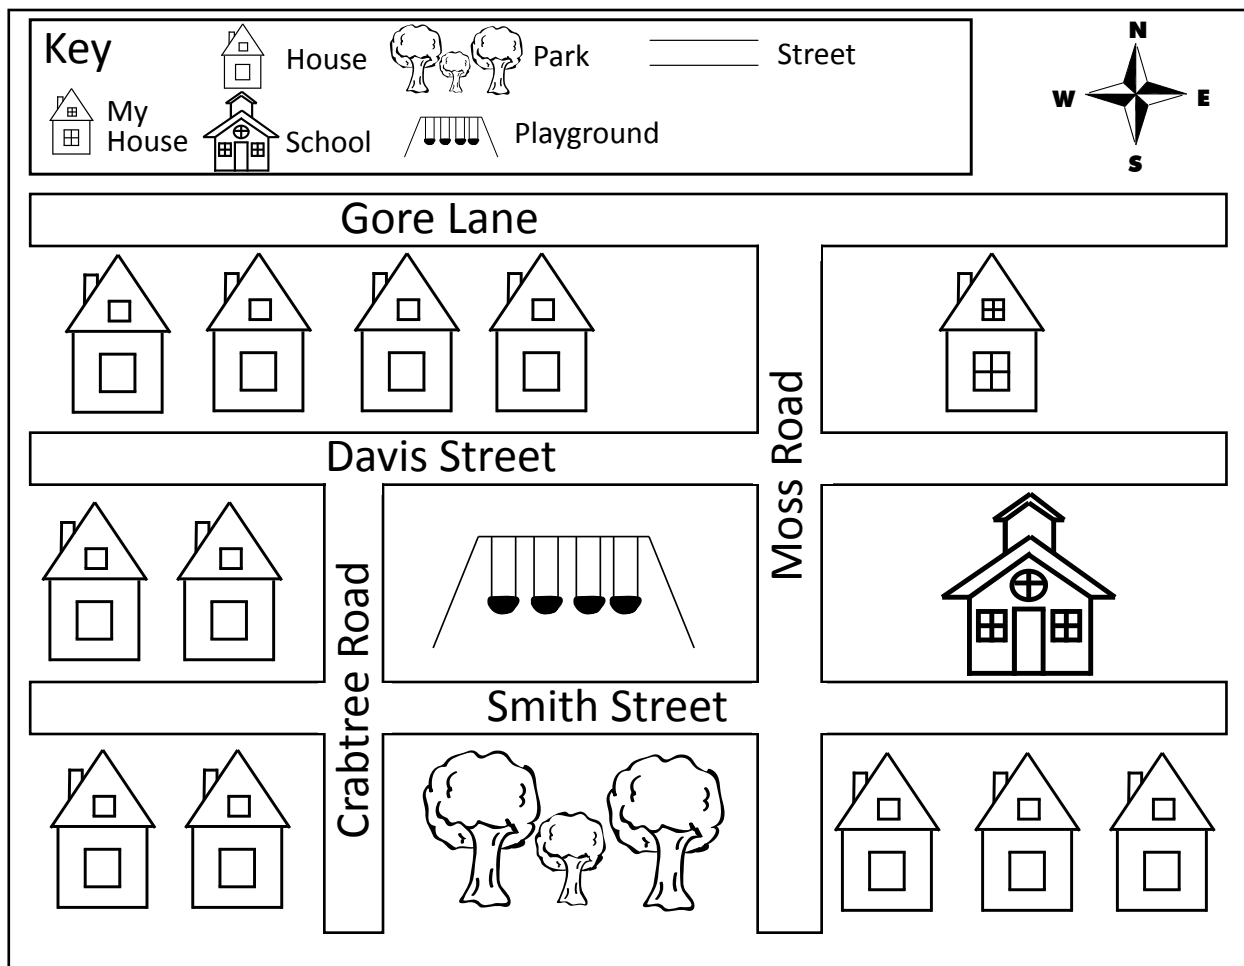 Key
House
Park
Street
My
House
School
Playground
N
W
E
S
Gore Lane
Davis Street
Moss Road
Crabtree Road
Smith Street